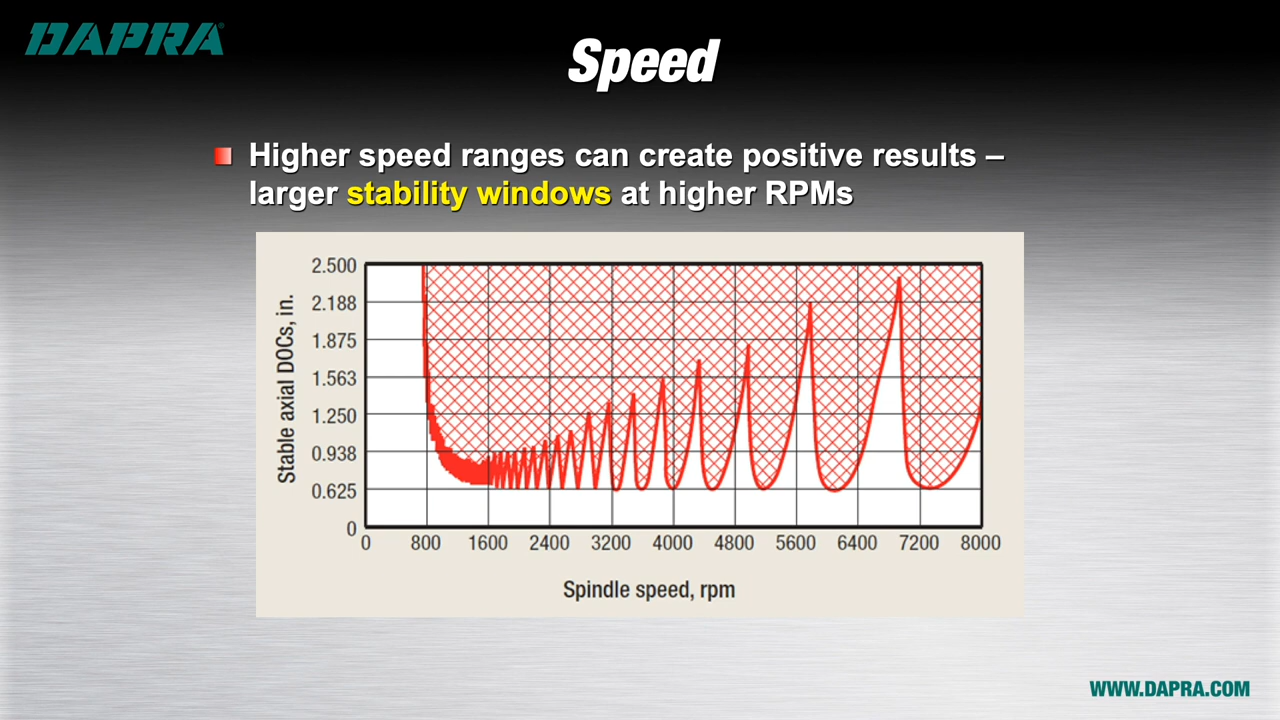 DAPRA®
Speed
Higher speed ranges can create positive results –
larger stability windows at higher RPMs
Stable axial DOCs, in.
2.500
2.188
1.875
1.563
1.250
0.938
0.625
0
0 800 1600 2400 3200 4000 4800 5600 6400 7200 8000
Spindle speed, rpm
WWW.DAPRA.COM